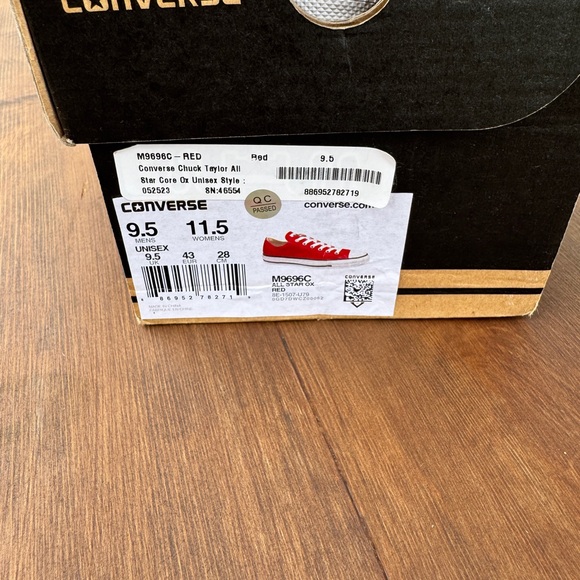 CONVERSE
M9696C-RED Red 9.5
Converse Chuck Taylor All
Star Core Ox Unisex Style :
052523 SN:46554 886952782719
CONVERSE
QC
PASSED
converse.com
9.5 11.5
MENS WOMENS
UNISEX
9.5 43 28
UK EUR CM
M9696C
ALL STAR OX
RED
86952 78271